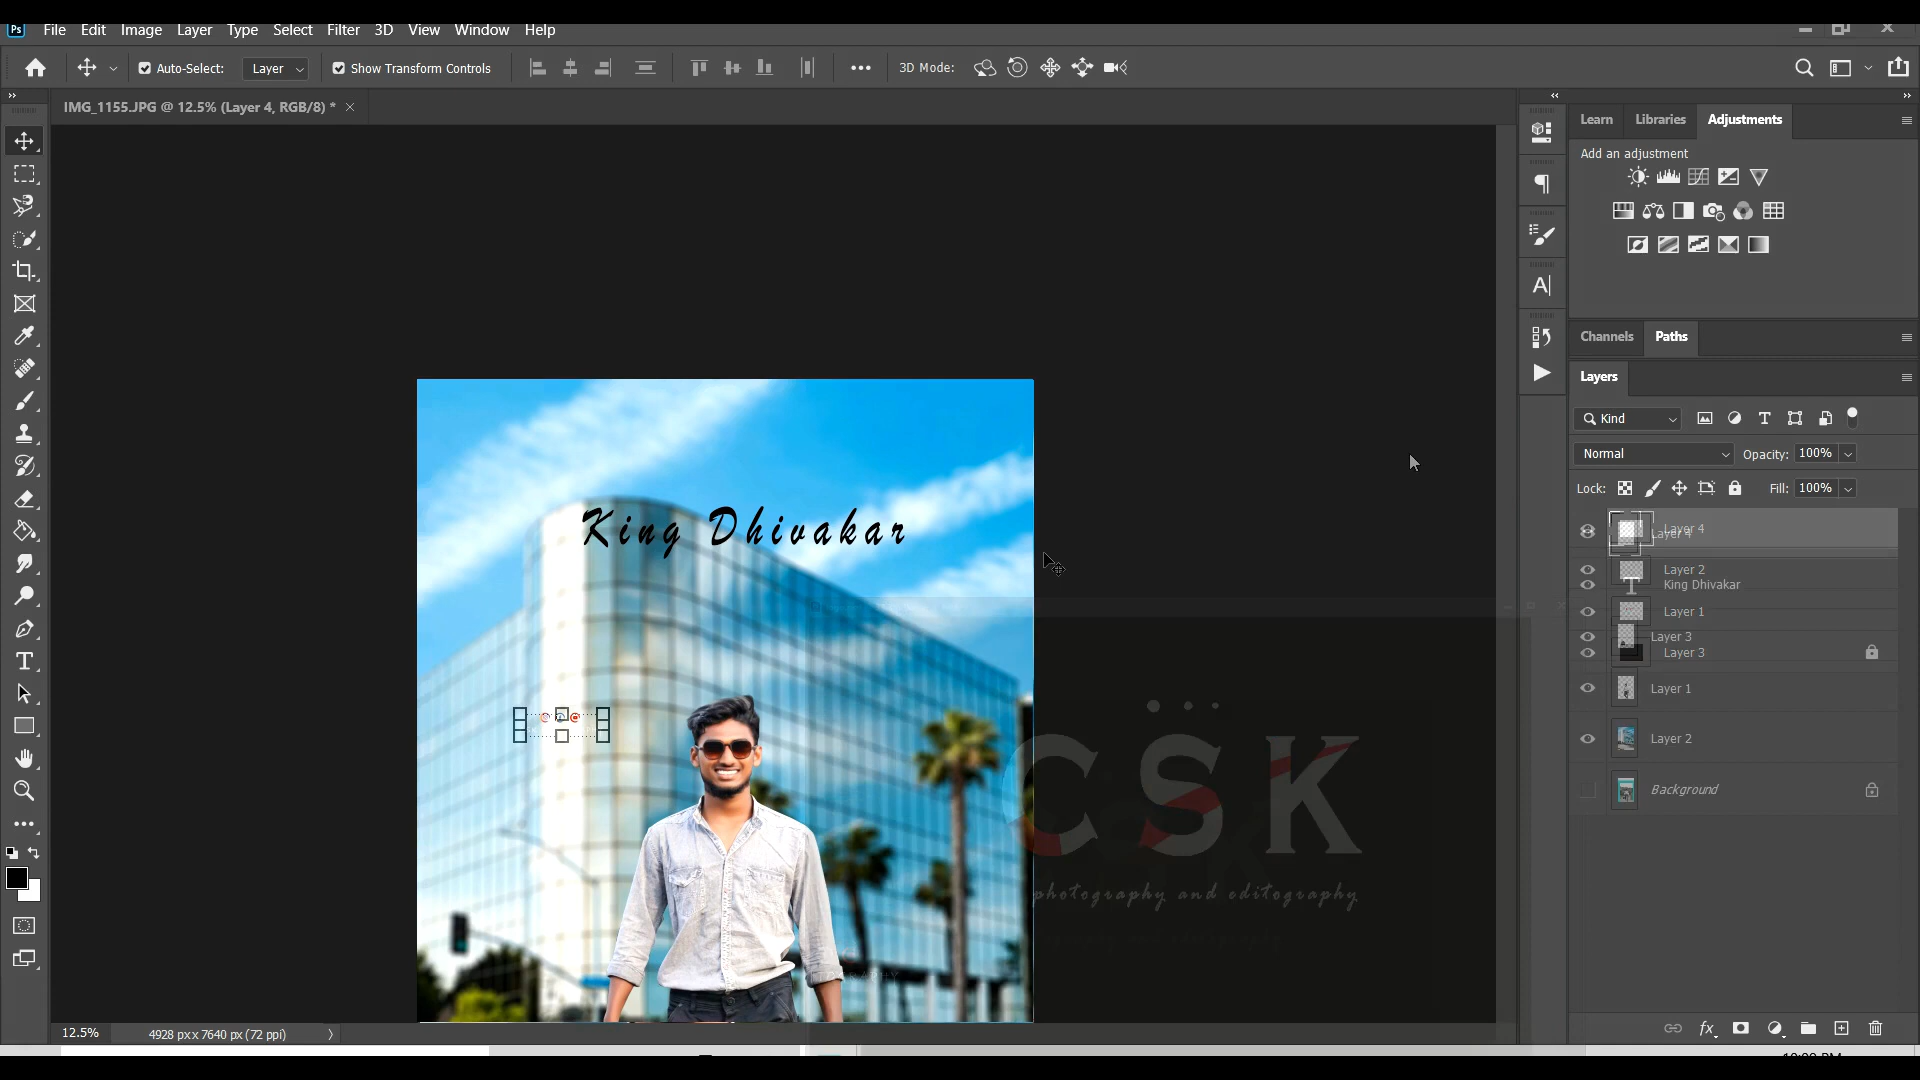 Ps File Edit Image Layer Type Select Filter 3D View Window Help
Auto-Select: Layer Show Transform Controls 3D Mode:
IMG_1155.JPG @ 12.5% (Layer 4, RGB/8) *
Learn Libraries Adjustments
Add an adjustment
Channels Paths
Layers
Kind
Normal Opacity: 100%
Lock: Fill: 100%
Layer 4
Layer 4
Layer 2
King Dhivakar
Layer 1
Layer 3
Layer 3
Layer 1
Layer 2
Background
King Dhivakar
CSK
photography and editography
12.5% 4928 px x 7640 px (72 ppi)